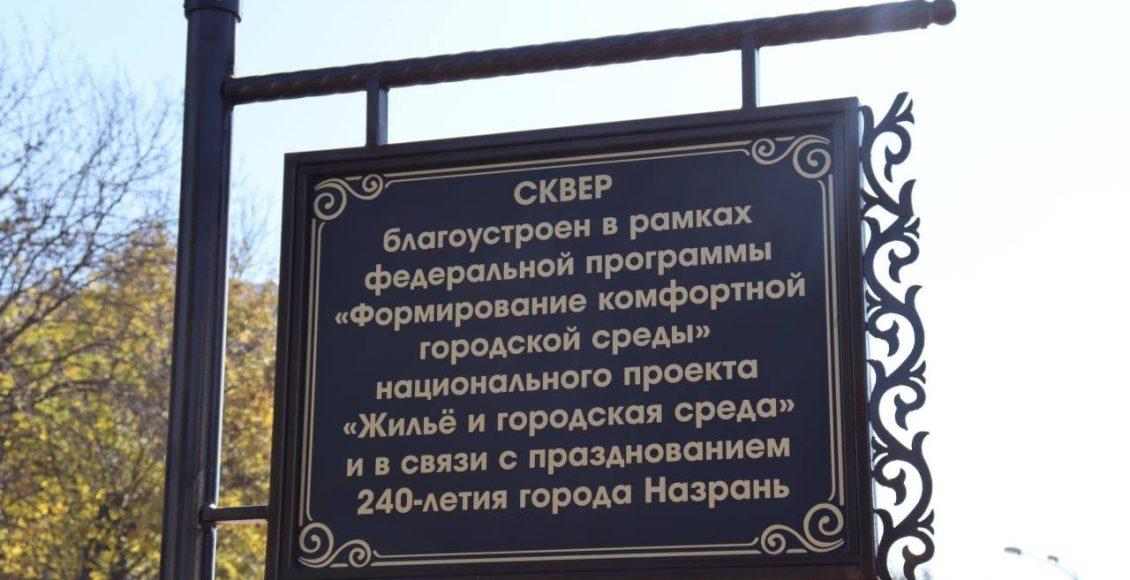 СКВЕР
благоустроен в рамках
федеральной программы
«Формирование комфортной
городской среды»
национального проекта
«Жильё и городская среда»
и в связи с празднованием
240-летия города Назрань